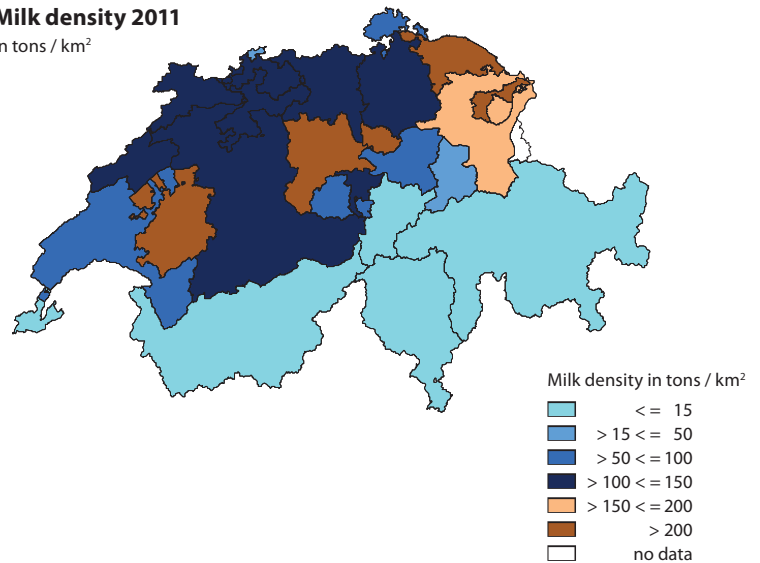 Milk density 2011
in tons / km²
Milk density in tons / km²
< = 15
> 15 < = 50
> 50 < = 100
> 100 < = 150
> 150 < = 200
> 200
no data